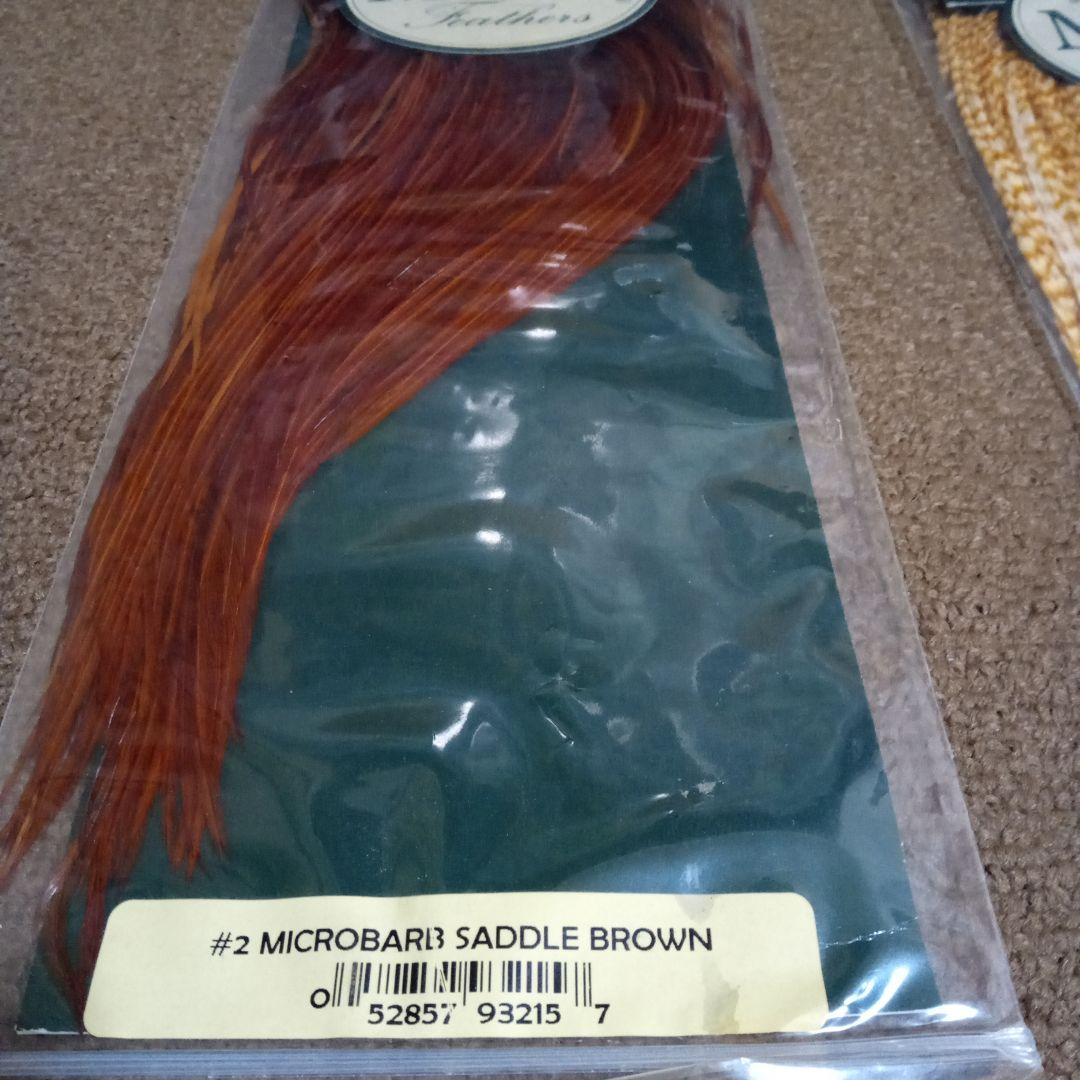 Feathers
M
#2 MICROBARB SADDLE BROWN
0 52857 93215 7